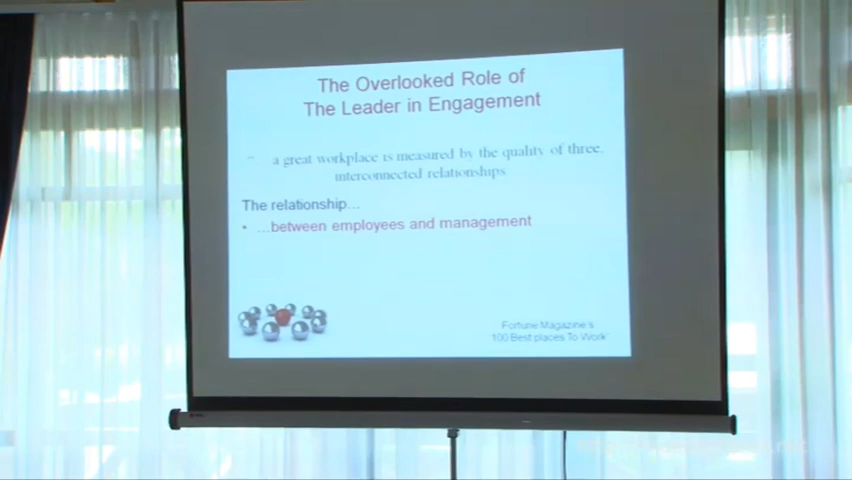 The Overlooked Role of
The Leader in Engagement
– a great workplace is measured by the quality of three,
interconnected relationships
The relationship...
• ...between employees and management
Fortune Magazine's
"100 Best places To Work"